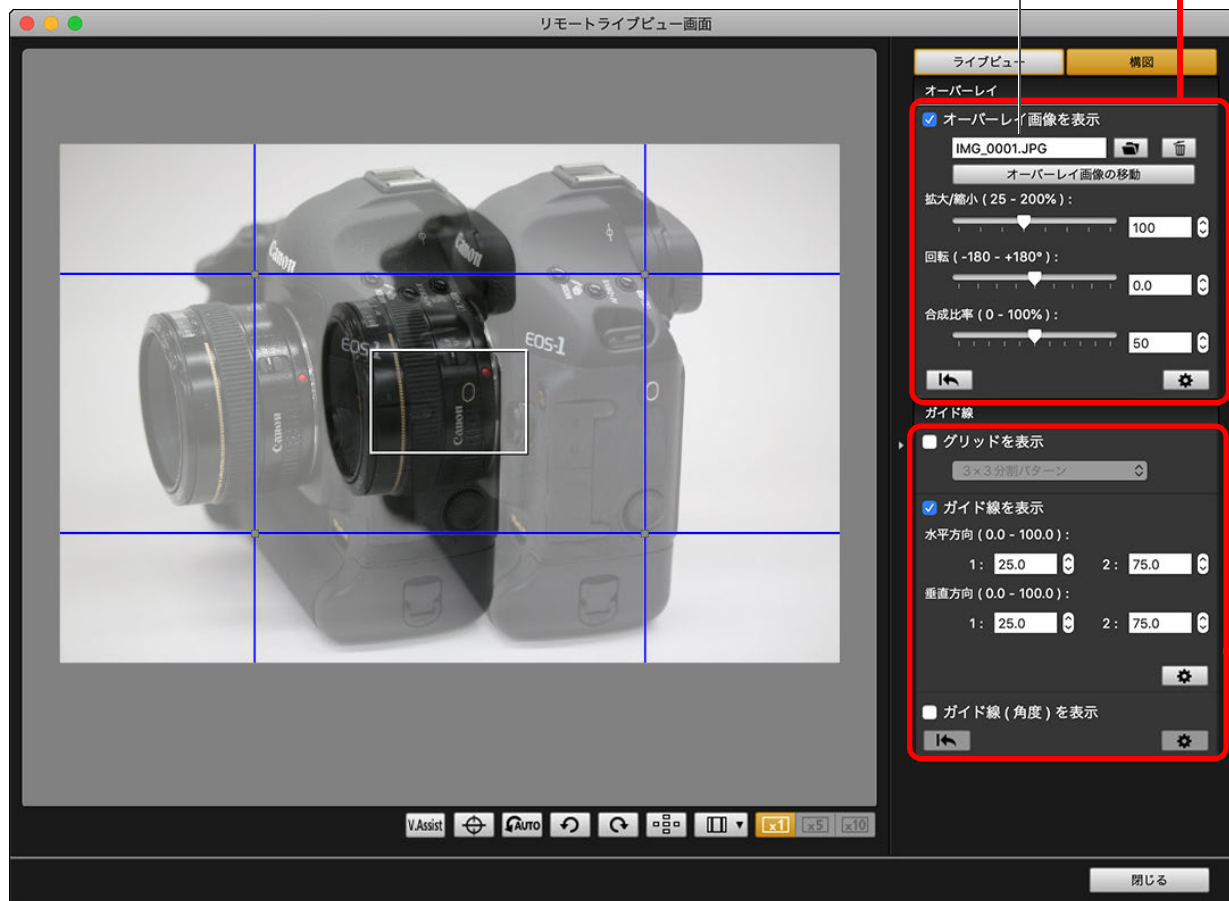 リモートライブビュー画面
ライブビュー 構図
オーバーレイ
オーバーレイ画像を表示
IMG_0001.JPG
オーバーレイ画像の移動
拡大/縮小 ( 25 - 200% ) :
100
回転 ( -180 - +180° ) :
0.0
合成比率 ( 0 - 100% ) :
50
ガイド線
グリッドを表示
3×3分割パターン
ガイド線を表示
水平方向 ( 0.0 - 100.0 ) :
1 : 25.0 2 : 75.0
垂直方向 ( 0.0 - 100.0 ) :
1 : 25.0 2 : 75.0
ガイド線 ( 角度 ) を表示
Canon Canon
EOS-1 EOS-1
Canon Canon
V.Assist AUTO x1 x5 x10
閉じる